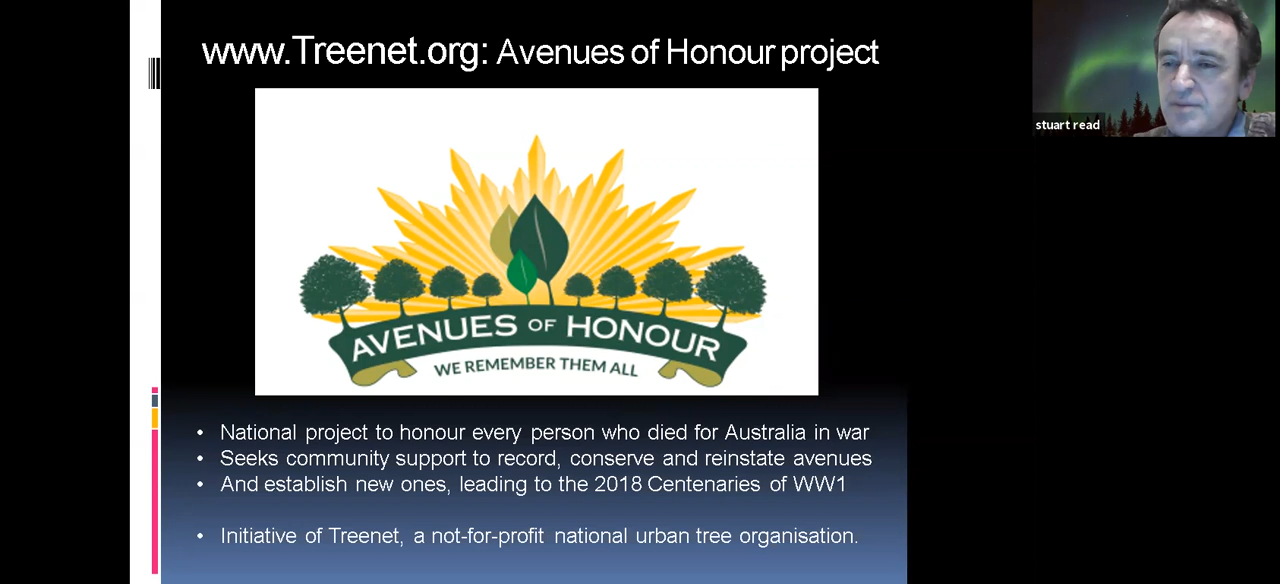 www.Treenet.org: Avenues of Honour project
stuart read
AVENUES OF HONOUR
WE REMEMBER THEM ALL
• National project to honour every person who died for Australia in war
• Seeks community support to record, conserve and reinstate avenues
• And establish new ones, leading to the 2018 Centenaries of WW1
• Initiative of Treenet, a not-for-profit national urban tree organisation.